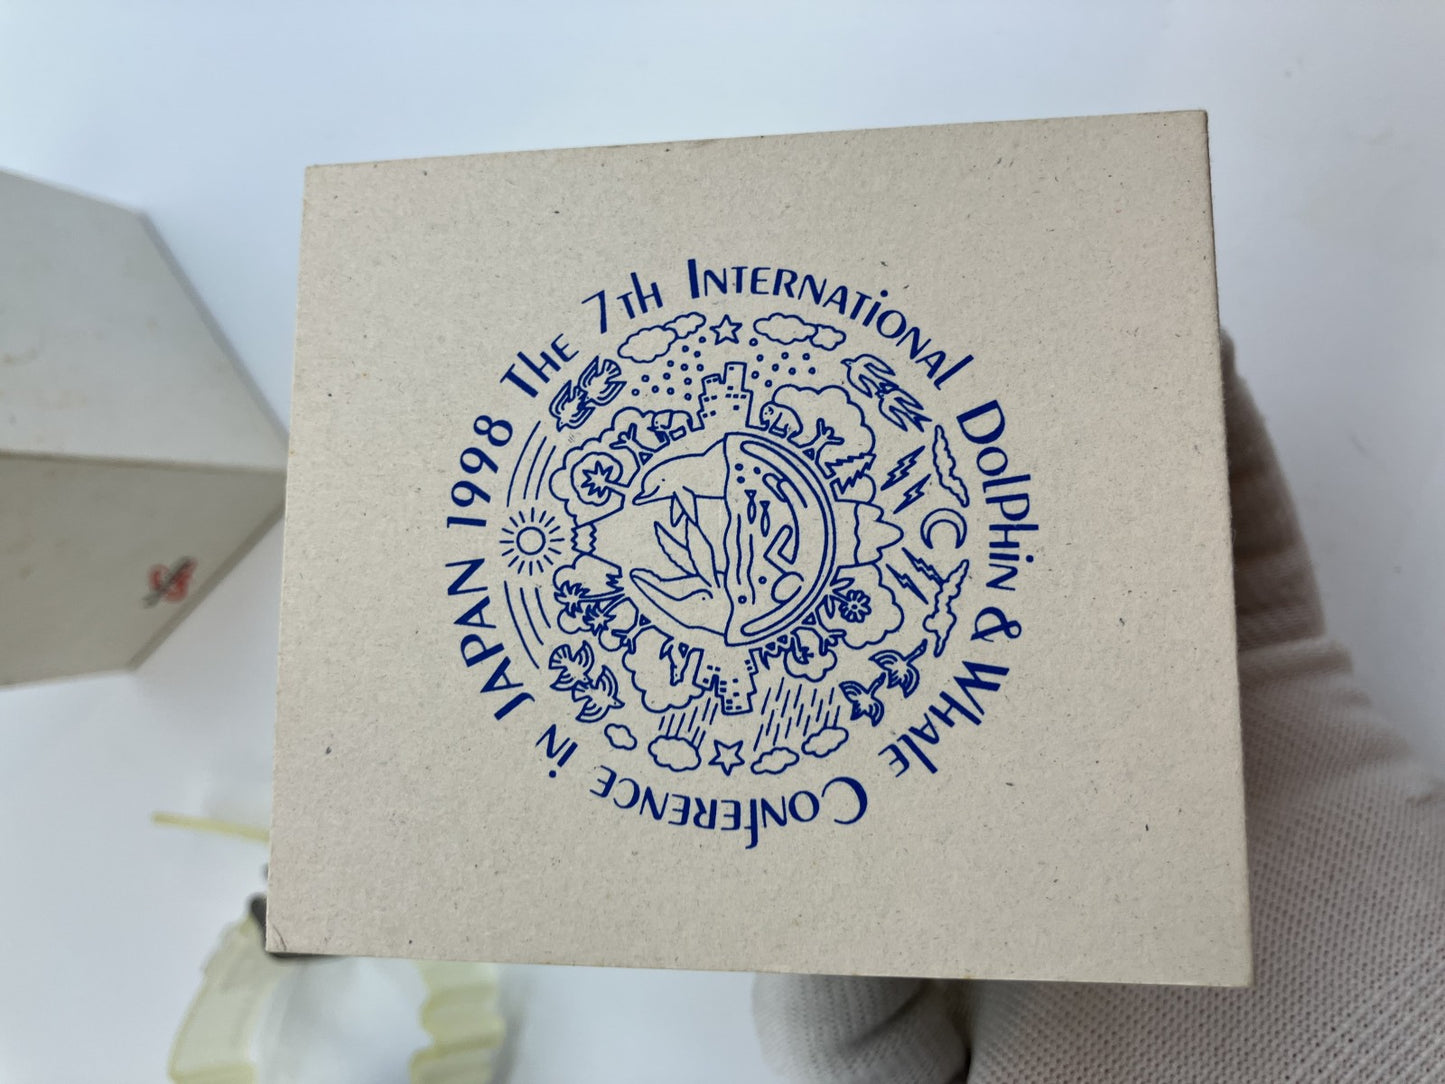 The 7th International Dolphin & Whale Conference in JAPAN 1998